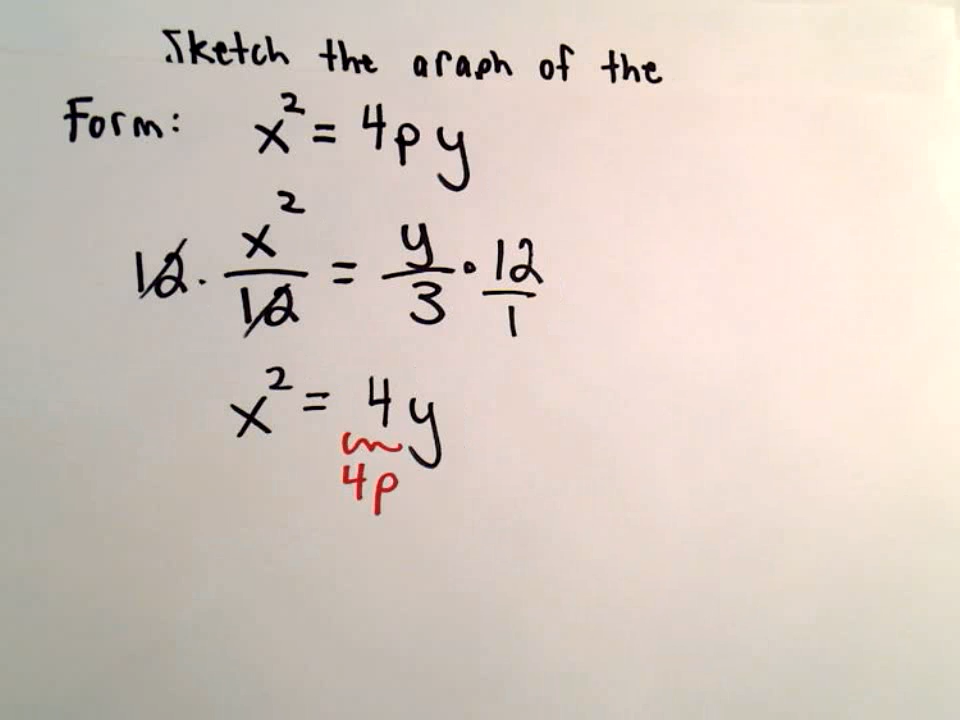 Sketch the graph of the
Form: x² = 4py
12 · x²/12 = y/3 · 12/1
x² = 4y
4p